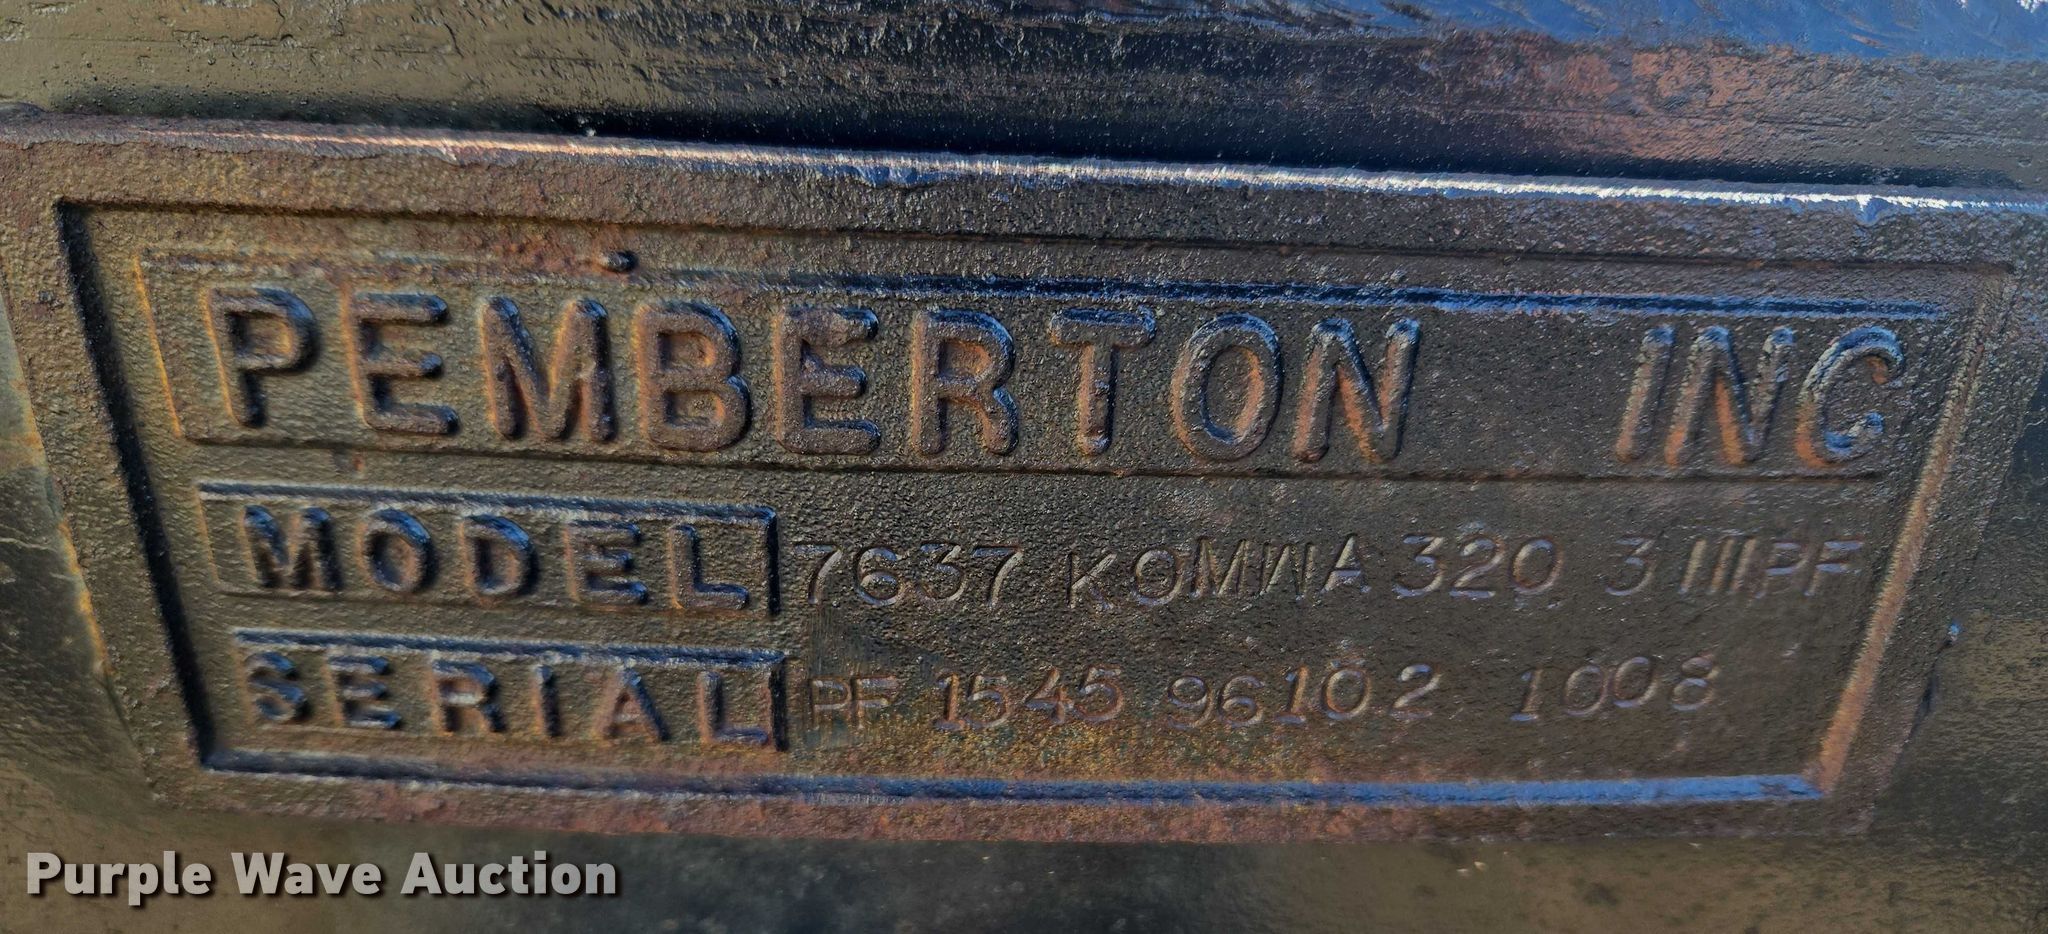 PEMBERTON INC
MODEL 7637 KOMWA 320 3 IIIPF
SERIAL PF 1545 96102 1008
Purple Wave Auction